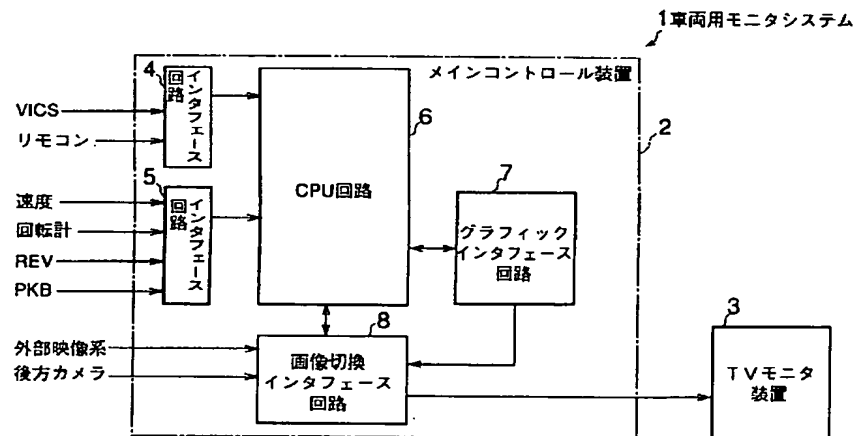 1車両用モニタシステム
メインコントロール装置
2
4
インタフェース
回路
VICS
リモコン
5
インタフェース
回路
速度
回転計
REV
PKB
6
CPU回路
7
グラフィック
インタフェース
回路
8
画像切換
インタフェース
回路
外部映像系
後方カメラ
3
TVモニタ
装置